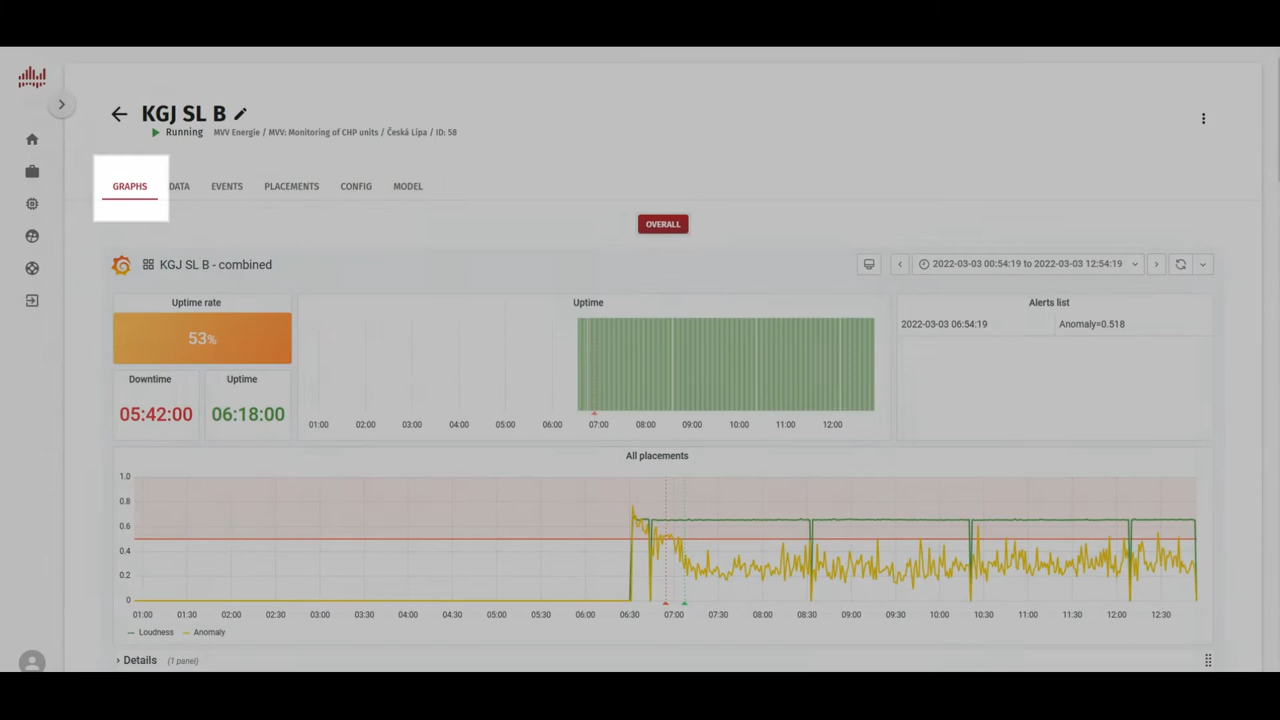 KGJ SL B
Running MVV Energie / MVV: Monitoring of CHP units / Česká Lípa / ID: 58
GRAPHS DATA EVENTS PLACEMENTS CONFIG MODEL
OVERALL
KGJ SL B - combined
2022-03-03 00:54:19 to 2022-03-03 12:54:19
Uptime rate
53%
Downtime
05:42:00
Uptime
06:18:00
Uptime
01:00 02:00 03:00 04:00 05:00 06:00 07:00 08:00 09:00 10:00 11:00 12:00
Alerts list
2022-03-03 06:54:19 Anomaly=0.518
All placements
1.0
0.8
0.6
0.4
0.2
0
01:00 01:30 02:00 02:30 03:00 03:30 04:00 04:30 05:00 05:30 06:00 06:30 07:00 07:30 08:00 08:30 09:00 09:30 10:00 10:30 11:00 11:30 12:00 12:30
Loudness Anomaly
Details (1 panel)